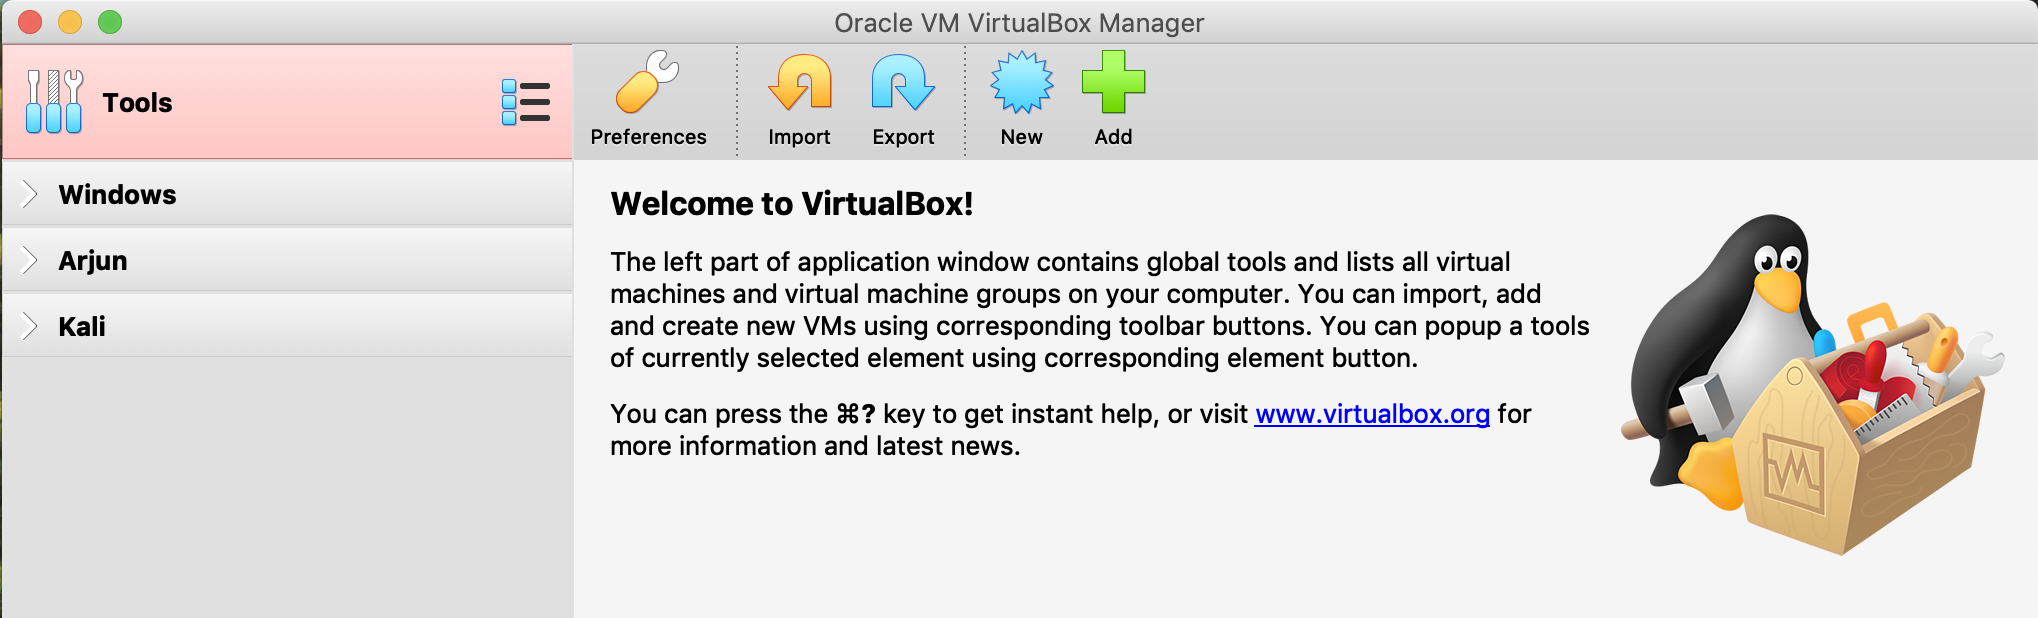 Oracle VM VirtualBox Manager
Tools
Preferences
Import
Export
New
Add
Windows
Arjun
Kali
Welcome to VirtualBox!
The left part of application window contains global tools and lists all virtual
machines and virtual machine groups on your computer. You can import, add
and create new VMs using corresponding toolbar buttons. You can popup a tools
of currently selected element using corresponding element button.
You can press the ⌘? key to get instant help, or visit www.virtualbox.org for
more information and latest news.